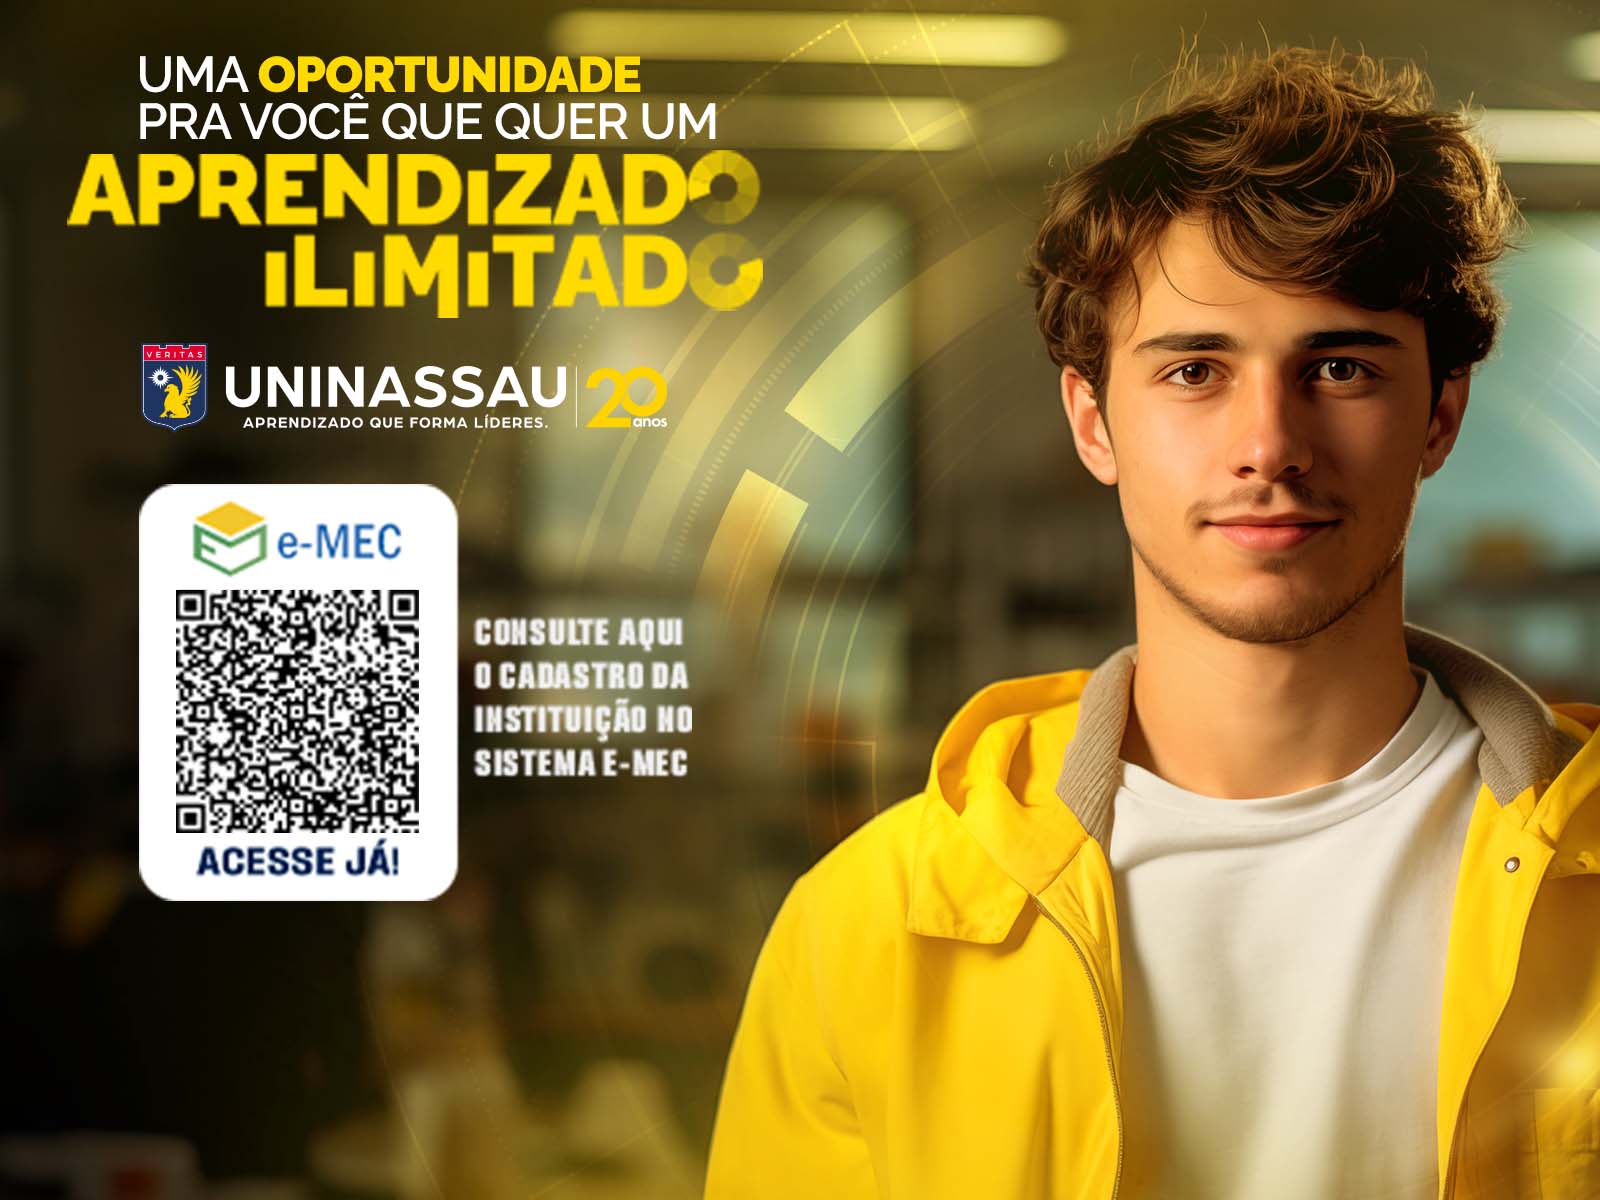 UMA OPORTUNIDADE
PRA VOCÊ QUE QUER UM
APRENDIZADO
ILIMITADO
VERITAS
UNINASSAU
20 anos
APRENDIZADO QUE FORMA LÍDERES.
e-MEC
CONSULTE AQUI
O CADASTRO DA
INSTITUIÇÃO NO
SISTEMA E-MEC
ACESSE JÁ!